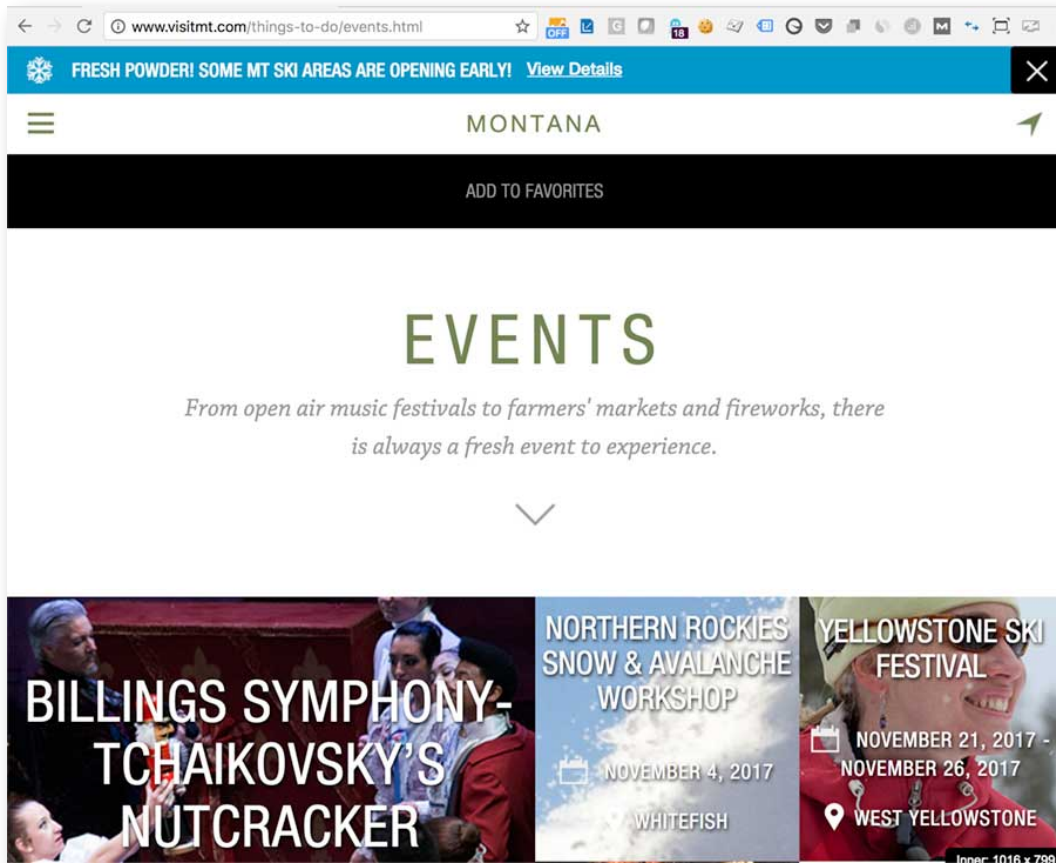 www.visitmt.com/things-to-do/events.html
OFF
18
FRESH POWDER! SOME MT SKI AREAS ARE OPENING EARLY! View Details
MONTANA
ADD TO FAVORITES
EVENTS
From open air music festivals to farmers' markets and fireworks, there
is always a fresh event to experience.
BILLINGS SYMPHONY-
TCHAIKOVSKY'S
NUTCRACKER
NORTHERN ROCKIES
SNOW & AVALANCHE
WORKSHOP
NOVEMBER 4, 2017
WHITEFISH
YELLOWSTONE SKI
FESTIVAL
NOVEMBER 21, 2017 -
NOVEMBER 26, 2017
WEST YELLOWSTONE